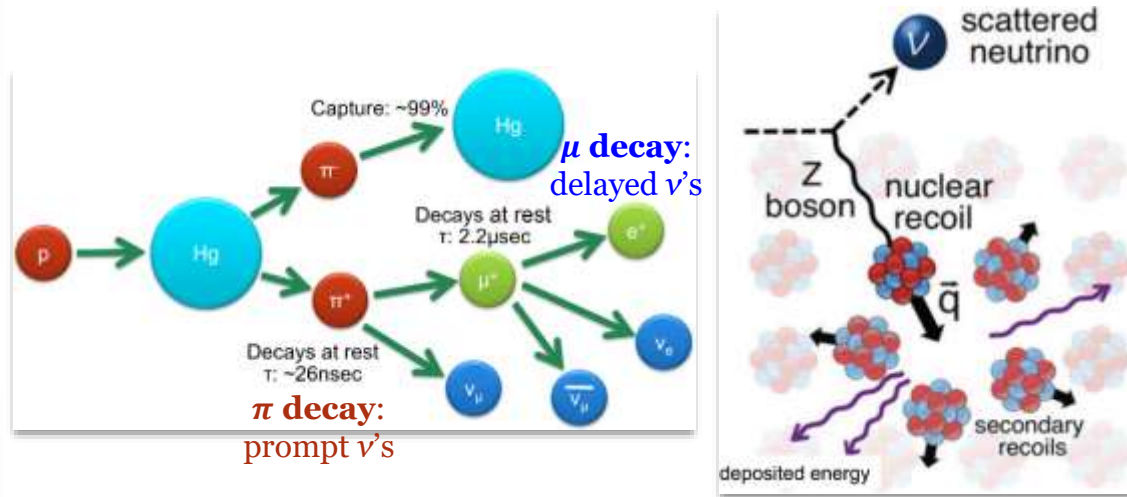 Capture: ~99%
Hg
π⁻
μ decay:
delayed ν's
p
Hg
Decays at rest
τ: 2.2μsec
e⁺
μ⁺
π⁺
νₑ
Decays at rest
τ: ~26nsec
ν_μ
ν̅_μ
π decay:
prompt ν's
scattered
neutrino
ν
Z
boson
nuclear
recoil
q̄
secondary
recoils
deposited energy